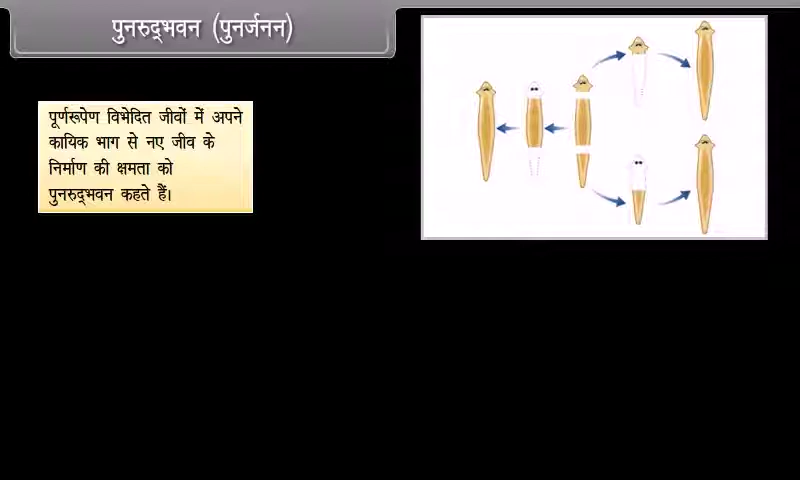 पुनरुद्‌भवन (पुनर्जनन)
पूर्णरूपेण विभेदित जीवों में अपने
कायिक भाग से नए जीव के
निर्माण की क्षमता को
पुनरुद्‌भवन कहते हैं।